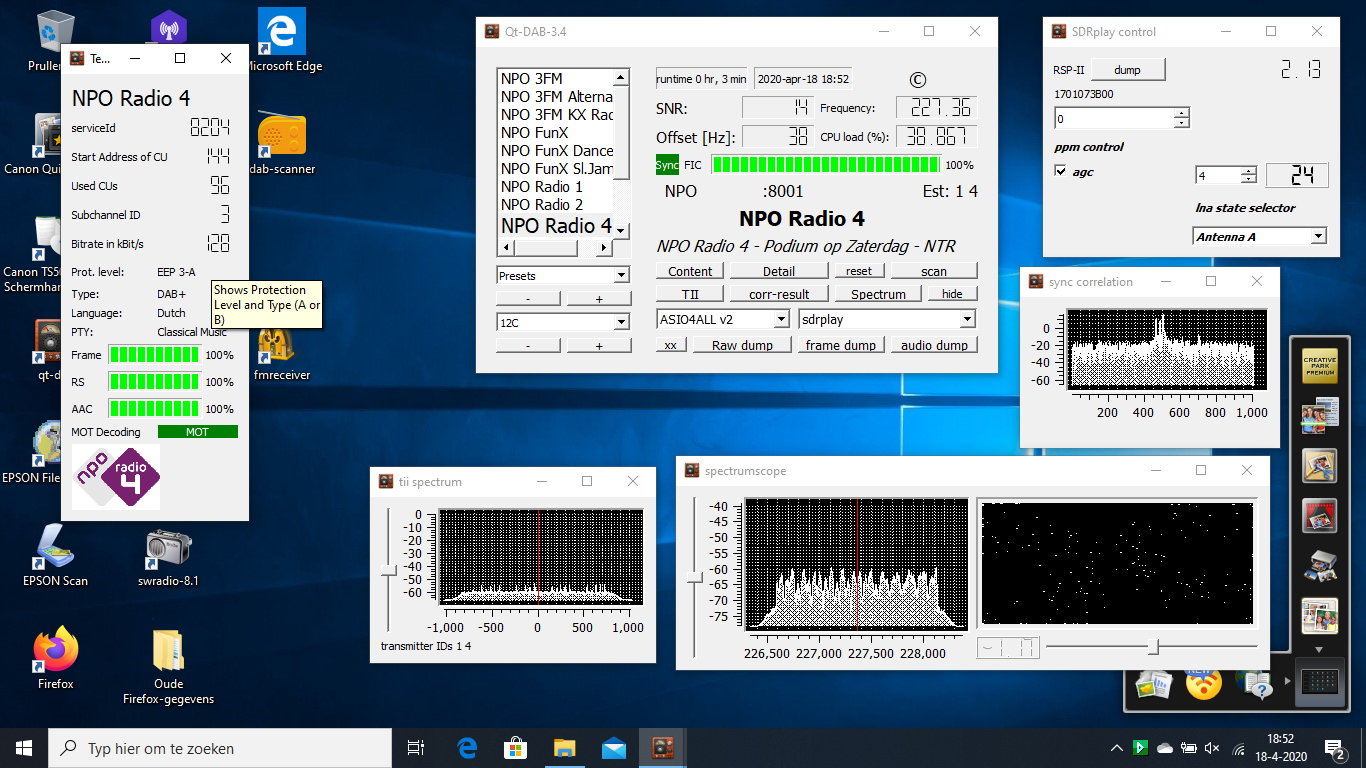 Prullen
Microsoft Edge
Canon Qui
dab-scanner
Canon TS50
Schermhan
qt-d
fmreceiver
EPSON File
EPSON Scan
swradio-8.1
Firefox
Oude
Firefox-gegevens
Te...
NPO Radio 4
serviceId 8204
Start Address of CU 144
Used CUs 96
Subchannel ID 3
Bitrate in kBit/s 128
Prot. level: EEP 3-A
Type: DAB+
Language: Dutch
PTY: Classical Music
Frame 100%
RS 100%
AAC 100%
MOT Decoding MOT
npo radio 4
Shows Protection
Level and Type (A or
B)
Qt-DAB-3.4
NPO 3FM
NPO 3FM Alterna
NPO 3FM KX Rad
NPO FunX
NPO FunX Dance
NPO FunX Sl.Jam
NPO Radio 1
NPO Radio 2
NPO Radio 4
Presets
- +
12C
- +
runtime 0 hr, 3 min 2020-apr-18 18:52 ©
SNR: 14 Frequency: 227.36
Offset [Hz]: 38 CPU load (%): 38.067
Sync FIC 100%
NPO :8001 Est: 1 4
NPO Radio 4
NPO Radio 4 - Podium op Zaterdag - NTR
Content Detail reset scan
TII corr-result Spectrum hide
ASIO4ALL v2 sdrplay
xx Raw dump frame dump audio dump
SDRplay control
RSP-II dump 2.13
1701073B00
0
ppm control
agc 4 24
lna state selector
Antenna A
sync correlation
0
-20
-40
-60
200 400 600 800 1,000
tii spectrum
0
-10
-20
-30
-40
-50
-60
-1,000 -500 0 500 1,000
transmitter IDs 1 4
spectrumscope
-40
-45
-50
-55
-60
-65
-70
-75
226,500 227,000 227,500 228,000
-1.17
CREATIVE
PARK
PREMIUM
NEW
Typ hier om te zoeken
18:52
18-4-2020
2